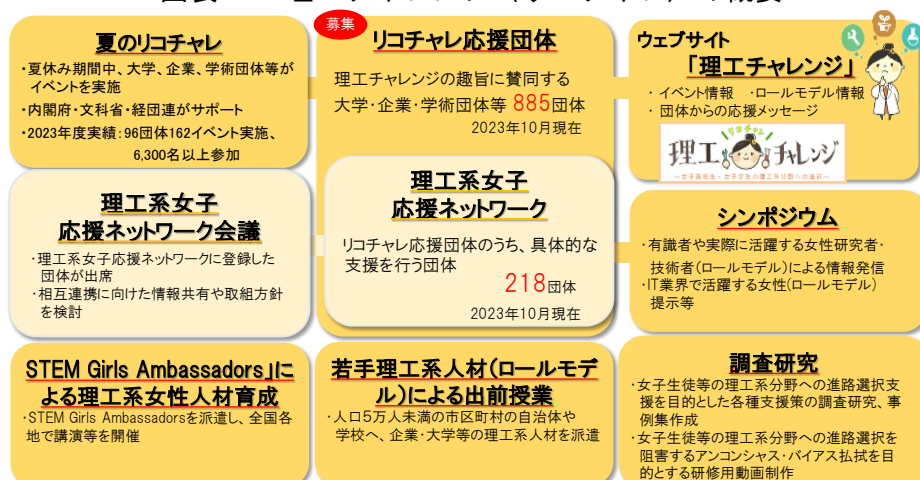 夏のリコチャレ
・夏休み期間中、大学、企業、学術団体等が
イベントを実施
・内閣府・文科省・経団連がサポート
・2023年度実績:96団体162イベント実施、
6,300名以上参加
募集
リコチャレ応援団体
理工チャレンジの趣旨に賛同する
大学・企業・学術団体等 885団体
2023年10月現在
ウェブサイト
「理工チャレンジ」
・ イベント情報 ・ロールモデル情報
・ 団体からの応援メッセージ
リコチャレ
理工チャレンジ
~女子高校生・女子学生の理工系分野への選択~
理工系女子
応援ネットワーク会議
・理工系女子応援ネットワークに登録した
団体が出席
・相互連携に向けた情報共有や取組方針
を検討
理工系女子
応援ネットワーク
リコチャレ応援団体のうち、具体的な
支援を行う団体
218団体
2023年10月現在
シンポジウム
・有識者や実際に活躍する女性研究者・
技術者(ロールモデル)による情報発信
・IT業界で活躍する女性(ロールモデル)
提示等
STEM Girls Ambassadors」に
よる理工系女性人材育成
・STEM Girls Ambassadorsを派遣し、全国各
地で講演等を開催
若手理工系人材(ロールモデ
ル)による出前授業
・人口5万人未満の市区町村の自治体や
学校へ、企業・大学等の理工系人材を派遣
調査研究
・女子生徒等の理工系分野への進路選択支
援を目的とした各種支援策の調査研究、事
例集作成
・女子生徒等の理工系分野への進路選択を
阻害するアンコンシャス・バイアス払拭を目
的とする研修用動画制作